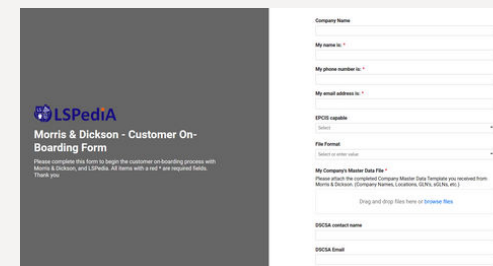 LSPediA
Morris & Dickson - Customer On-
Boarding Form
Please complete this form to begin the customer on-boarding process with
Morris & Dickson, and LSPedia. All items with a red * are required fields.
Thank you
Company Name
My name is: *
My phone number is: *
My email address is: *
EPCIS capable
Select
File Format
Select or enter value
My Company's Master Data File *
Please attach the completed Company Master Data Template you received from
Morris & Dickson. (Company Names, Locations, GLN's, sGLNs, etc.)
Drag and drop files here or browse files
DSCSA contact name
DSCSA Email